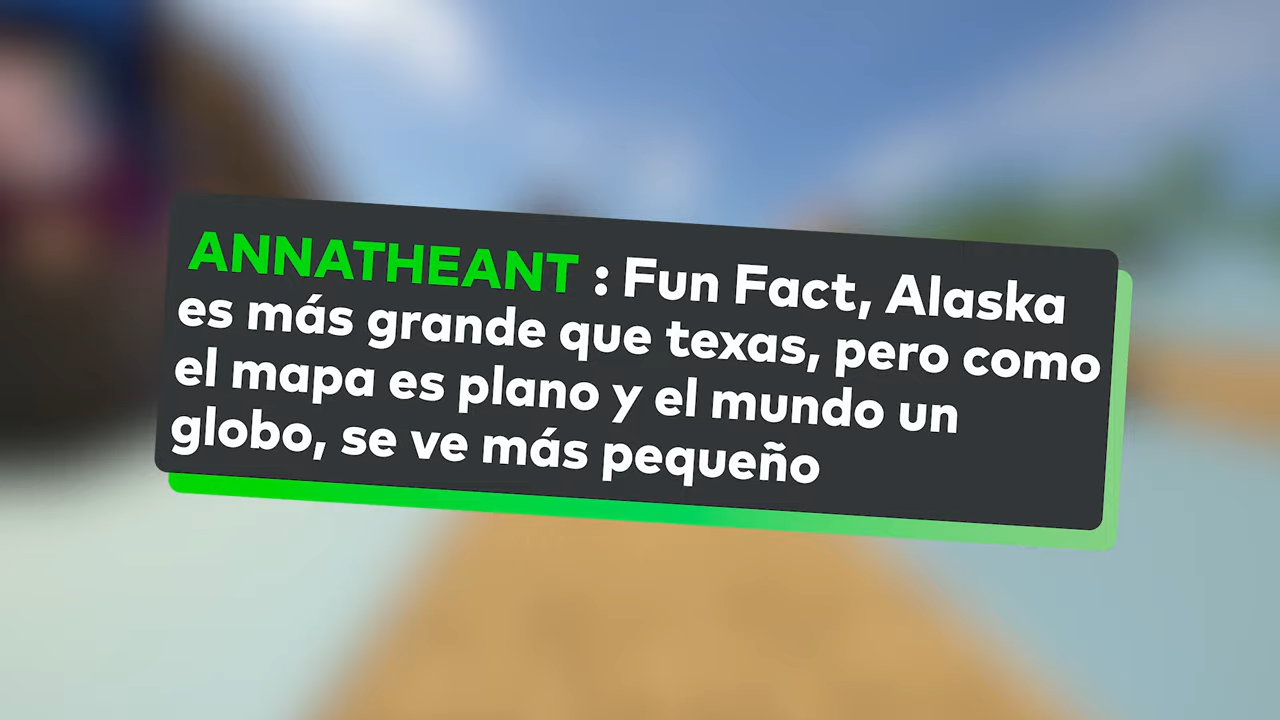 ANNATHEANT : Fun Fact, Alaska
es más grande que texas, pero como
el mapa es plano y el mundo un
globo, se ve más pequeño